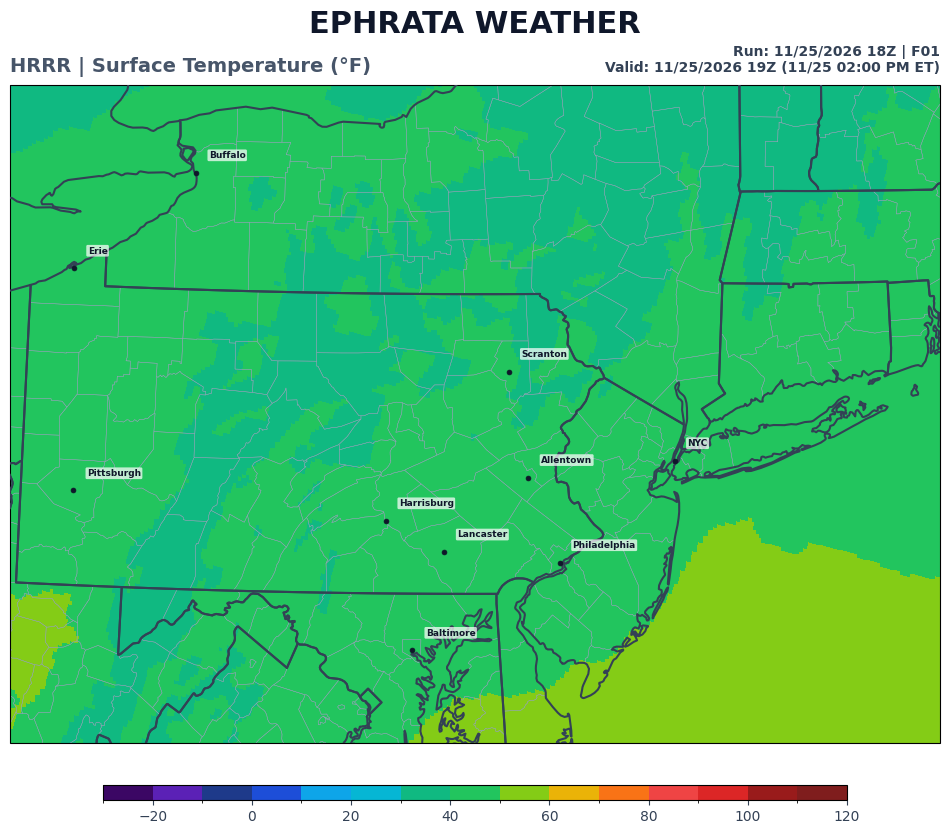 EPHRATA WEATHER
HRRR | Surface Temperature (°F)
Run: 11/25/2026 18Z | F01
Valid: 11/25/2026 19Z (11/25 02:00 PM ET)
Buffalo
Erie
Scranton
NYC
Allentown
Pittsburgh
Harrisburg
Lancaster
Philadelphia
Baltimore
−20 0 20 40 60 80 100 120